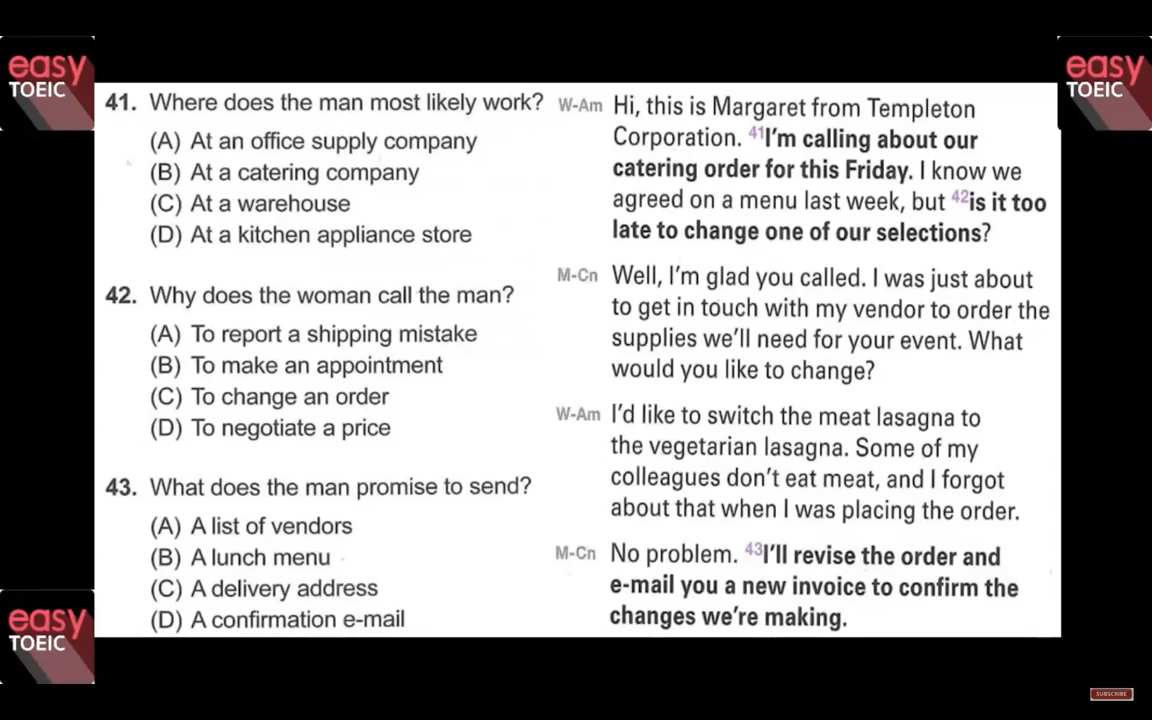 easy
TOEIC
easy
TOEIC
41. Where does the man most likely work?
(A) At an office supply company
(B) At a catering company
(C) At a warehouse
(D) At a kitchen appliance store
42. Why does the woman call the man?
(A) To report a shipping mistake
(B) To make an appointment
(C) To change an order
(D) To negotiate a price
43. What does the man promise to send?
(A) A list of vendors
(B) A lunch menu
(C) A delivery address
(D) A confirmation e-mail
W-Am Hi, this is Margaret from Templeton
Corporation. 41I'm calling about our
catering order for this Friday. I know we
agreed on a menu last week, but 42is it too
late to change one of our selections?
M-Cn Well, I'm glad you called. I was just about
to get in touch with my vendor to order the
supplies we'll need for your event. What
would you like to change?
W-Am I'd like to switch the meat lasagna to
the vegetarian lasagna. Some of my
colleagues don't eat meat, and I forgot
about that when I was placing the order.
M-Cn No problem. 43I'll revise the order and
e-mail you a new invoice to confirm the
changes we're making.
easy
TOEIC
SUBSCRIBE